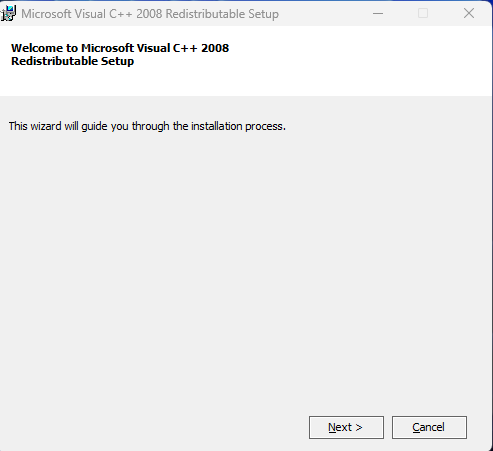 Microsoft Visual C++ 2008 Redistributable Setup
Welcome to Microsoft Visual C++ 2008
Redistributable Setup
This wizard will guide you through the installation process.
Next >
Cancel